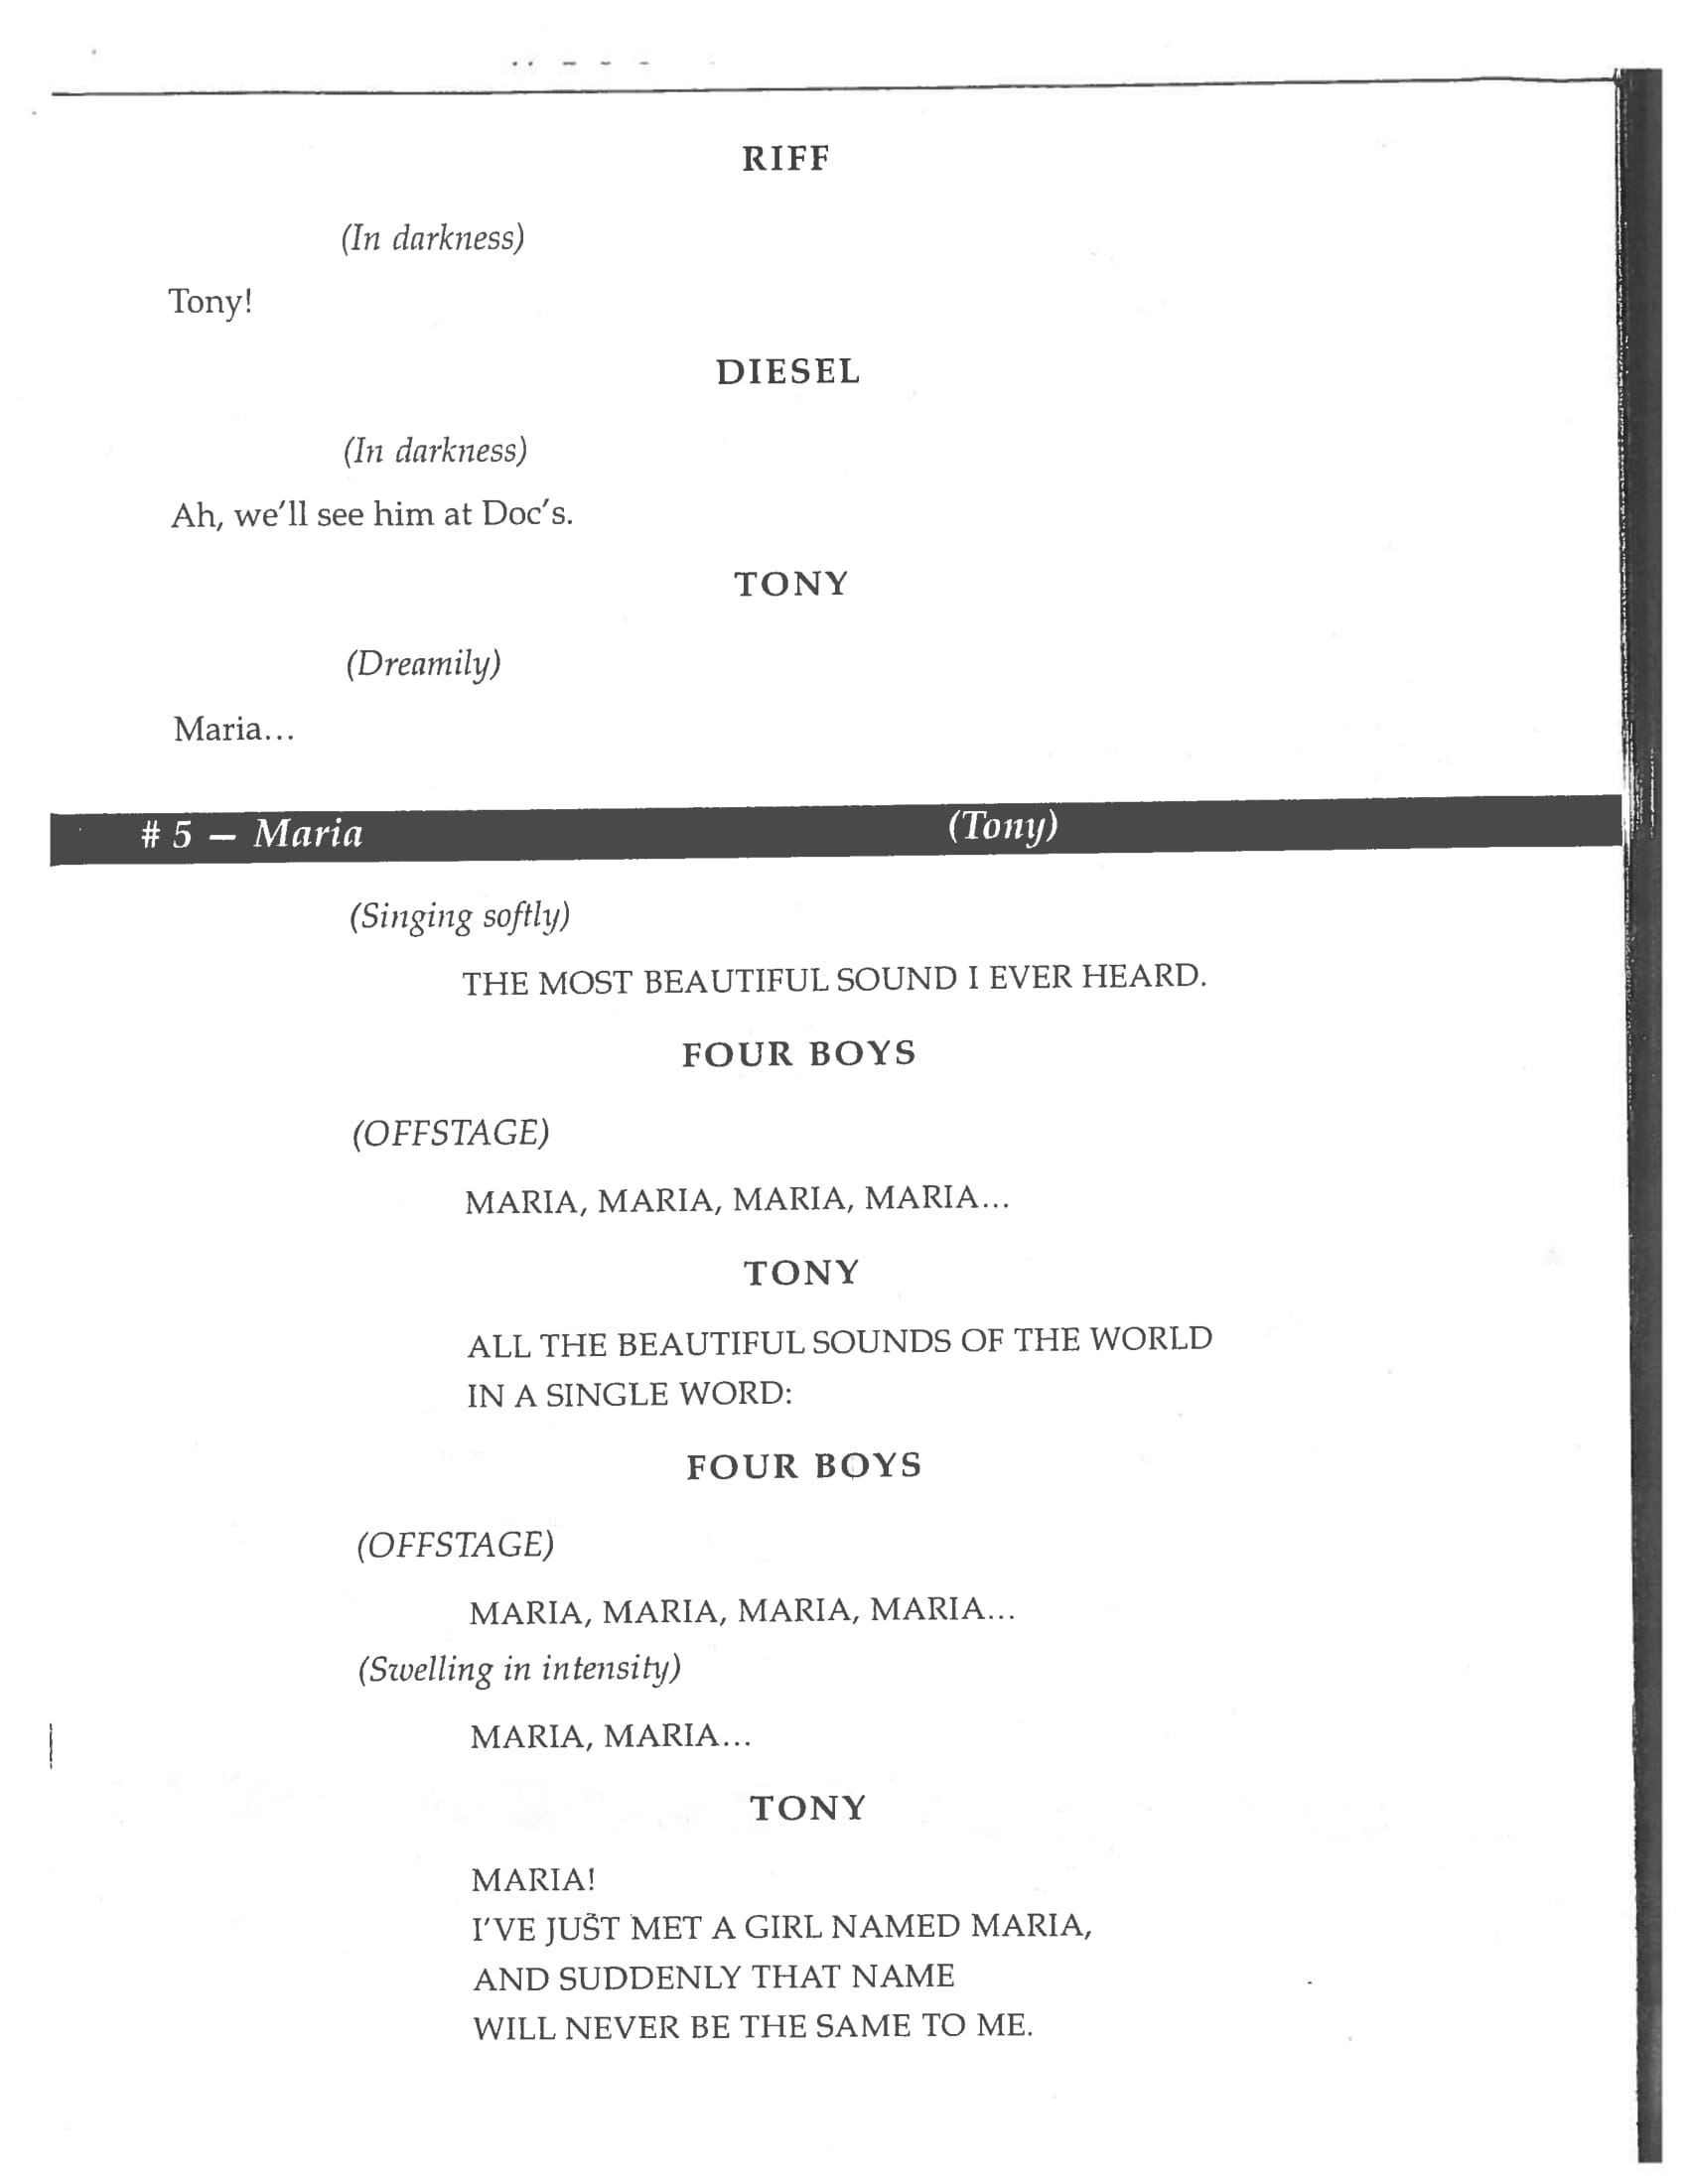 RIFF
(In darkness)
Tony!
DIESEL
(In darkness)
Ah, we'll see him at Doc's.
TONY
(Dreamily)
Maria...
# 5 — Maria (Tony)
(Singing softly)
THE MOST BEAUTIFUL SOUND I EVER HEARD.
FOUR BOYS
(OFFSTAGE)
MARIA, MARIA, MARIA, MARIA...
TONY
ALL THE BEAUTIFUL SOUNDS OF THE WORLD
IN A SINGLE WORD:
FOUR BOYS
(OFFSTAGE)
MARIA, MARIA, MARIA, MARIA...
(Swelling in intensity)
MARIA, MARIA...
TONY
MARIA!
I'VE JUST MET A GIRL NAMED MARIA,
AND SUDDENLY THAT NAME
WILL NEVER BE THE SAME TO ME.